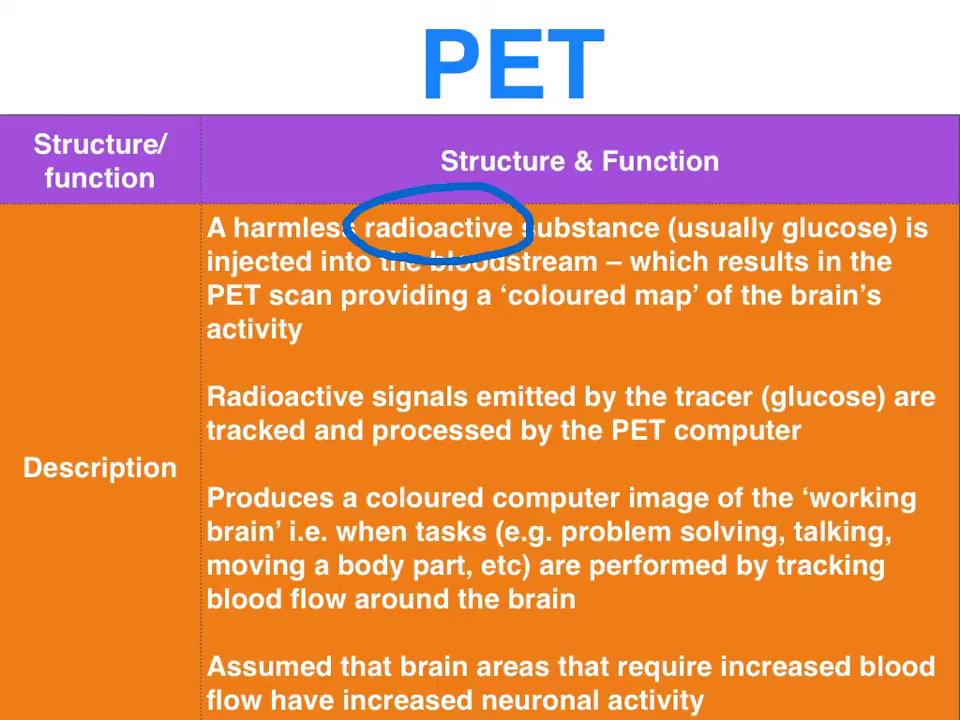 PET
Structure/
function
Structure & Function
A harmless radioactive substance (usually glucose) is
injected into the bloodstream – which results in the
PET scan providing a ‘coloured map’ of the brain’s
activity
Radioactive signals emitted by the tracer (glucose) are
tracked and processed by the PET computer
Description
Produces a coloured computer image of the ‘working
brain’ i.e. when tasks (e.g. problem solving, talking,
moving a body part, etc) are performed by tracking
blood flow around the brain
Assumed that brain areas that require increased blood
flow have increased neuronal activity